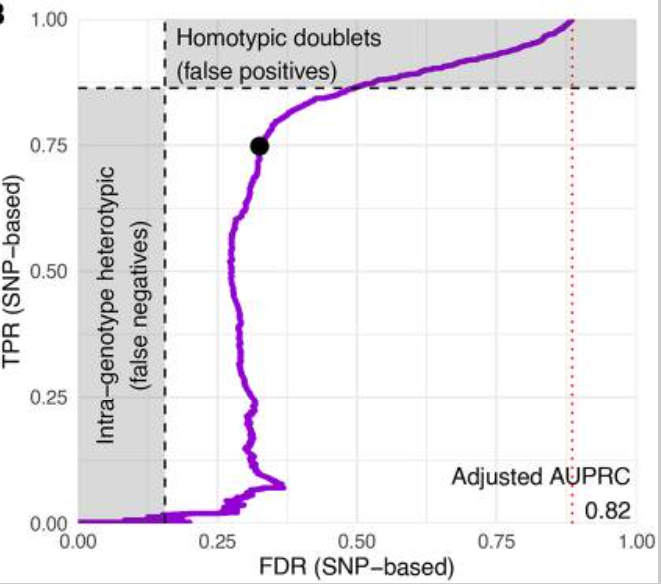 B
1.00
Homotypic doublets
(false positives)
0.75
TPR (SNP−based)
Intra−genotype heterotypic
(false negatives)
0.50
0.25
Adjusted AUPRC
0.82
0.00
0.00 0.25 0.50 0.75 1.00
FDR (SNP−based)